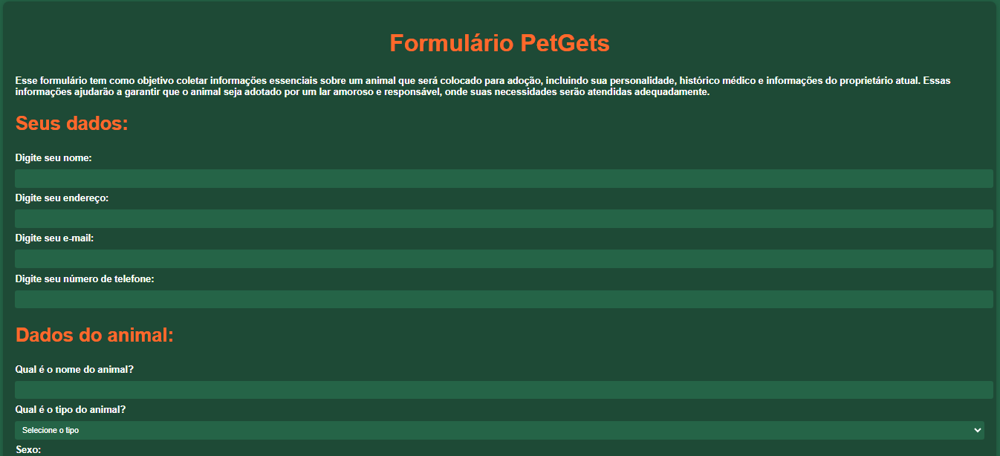 Formulário PetGets
Esse formulário tem como objetivo coletar informações essenciais sobre um animal que será colocado para adoção, incluindo sua personalidade, histórico médico e informações do proprietário atual. Essas
informações ajudarão a garantir que o animal seja adotado por um lar amoroso e responsável, onde suas necessidades serão atendidas adequadamente.
Seus dados:
Digite seu nome:
Digite seu endereço:
Digite seu e-mail:
Digite seu número de telefone:
Dados do animal:
Qual é o nome do animal?
Qual é o tipo do animal?
Selecione o tipo
Sexo: